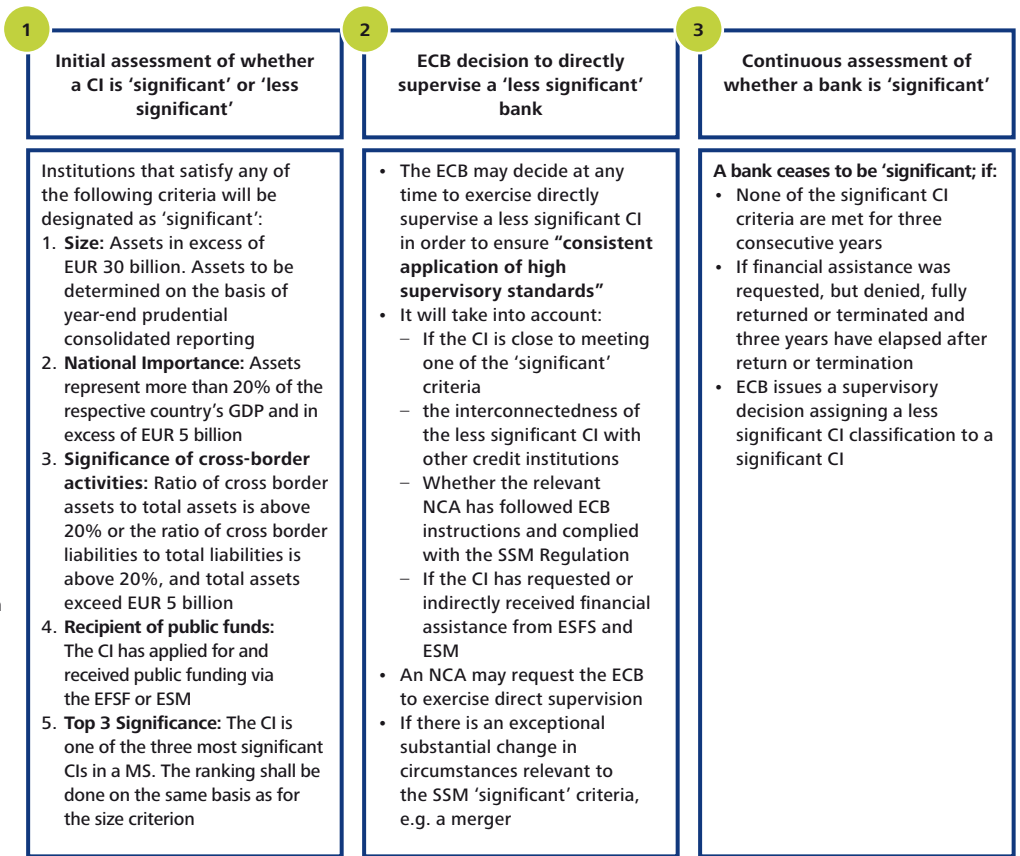 1
Initial assessment of whether
a CI is ‘significant’ or ‘less
significant’
Institutions that satisfy any of
the following criteria will be
designated as ‘significant’:
1. Size: Assets in excess of
EUR 30 billion. Assets to be
determined on the basis of
year-end prudential
consolidated reporting
2. National Importance: Assets
represent more than 20% of the
respective country’s GDP and in
excess of EUR 5 billion
3. Significance of cross-border
activities: Ratio of cross border
assets to total assets is above
20% or the ratio of cross border
liabilities to total liabilities is
above 20%, and total assets
exceed EUR 5 billion
4. Recipient of public funds:
The CI has applied for and
received public funding via
the EFSF or ESM
5. Top 3 Significance: The CI is
one of the three most significant
CIs in a MS. The ranking shall be
done on the same basis as for
the size criterion
2
ECB decision to directly
supervise a ‘less significant’
bank
• The ECB may decide at any
time to exercise directly
supervise a less significant CI
in order to ensure “consistent
application of high
supervisory standards”
• It will take into account:
– If the CI is close to meeting
one of the ‘significant’
criteria
– the interconnectedness of
the less significant CI with
other credit institutions
– Whether the relevant
NCA has followed ECB
instructions and complied
with the SSM Regulation
– If the CI has requested or
indirectly received financial
assistance from ESFS and
ESM
• An NCA may request the ECB
to exercise direct supervision
• If there is an exceptional
substantial change in
circumstances relevant to
the SSM ‘significant’ criteria,
e.g. a merger
3
Continuous assessment of
whether a bank is ‘significant’
A bank ceases to be ‘significant; if:
• None of the significant CI
criteria are met for three
consecutive years
• If financial assistance was
requested, but denied, fully
returned or terminated and
three years have elapsed after
return or termination
• ECB issues a supervisory
decision assigning a less
significant CI classification to a
significant CI